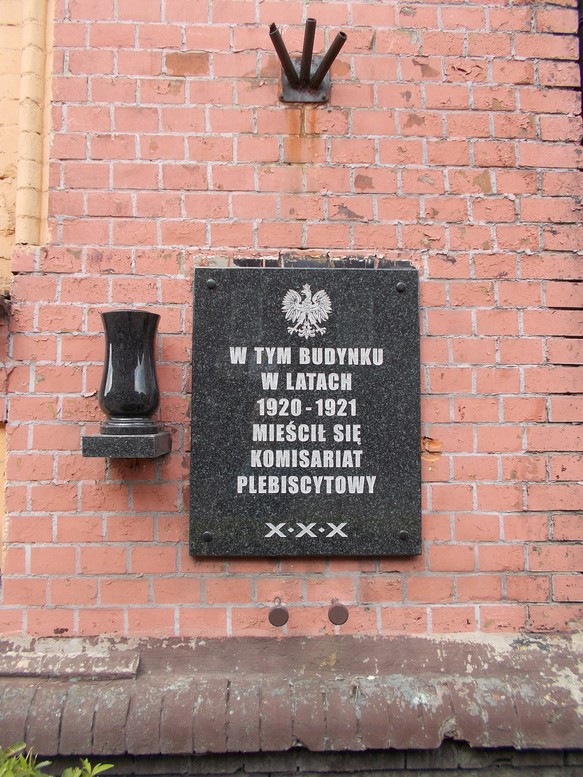 W TYM BUDYNKU
W LATACH
1920 - 1921
MIEŚCIŁ SIĘ
KOMISARIAT
PLEBISCYTOWY
X·X·X